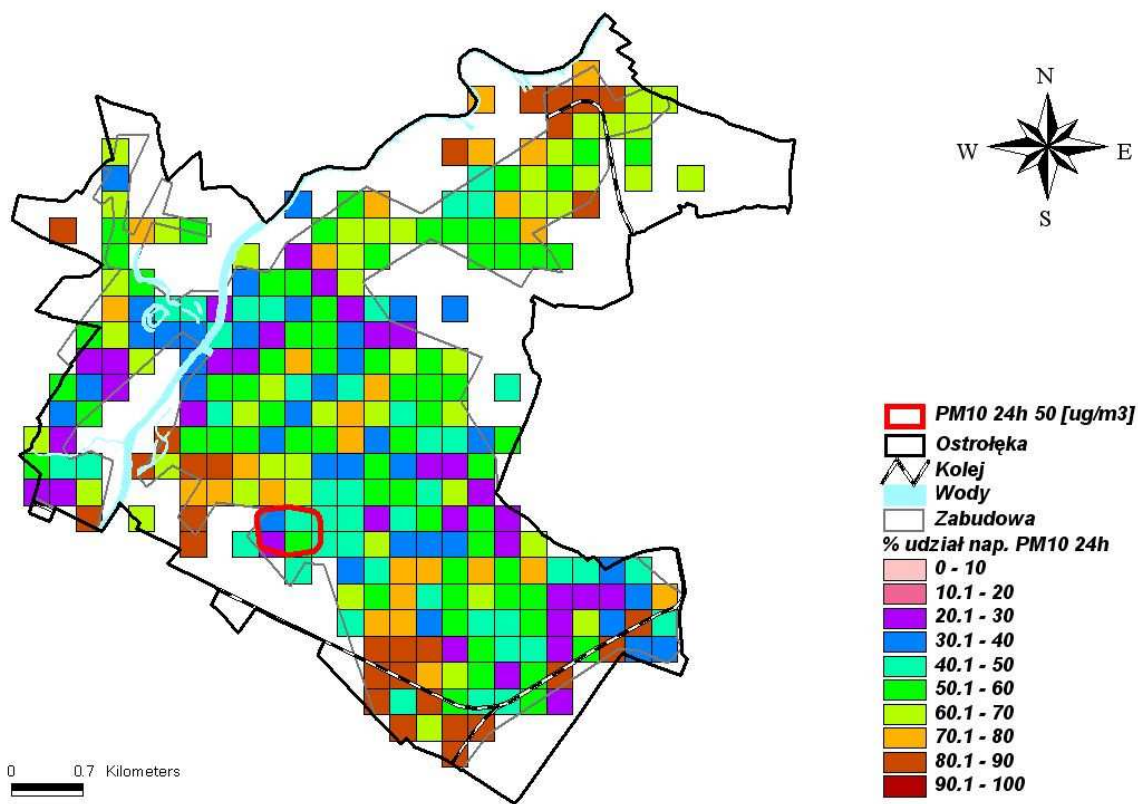 N
W E
S
PM10 24h 50 [ug/m3]
Ostrołęka
Kolej
Wody
Zabudowa
% udział nap. PM10 24h
0 - 10
10.1 - 20
20.1 - 30
30.1 - 40
40.1 - 50
50.1 - 60
60.1 - 70
70.1 - 80
80.1 - 90
90.1 - 100
0 0.7 Kilometers